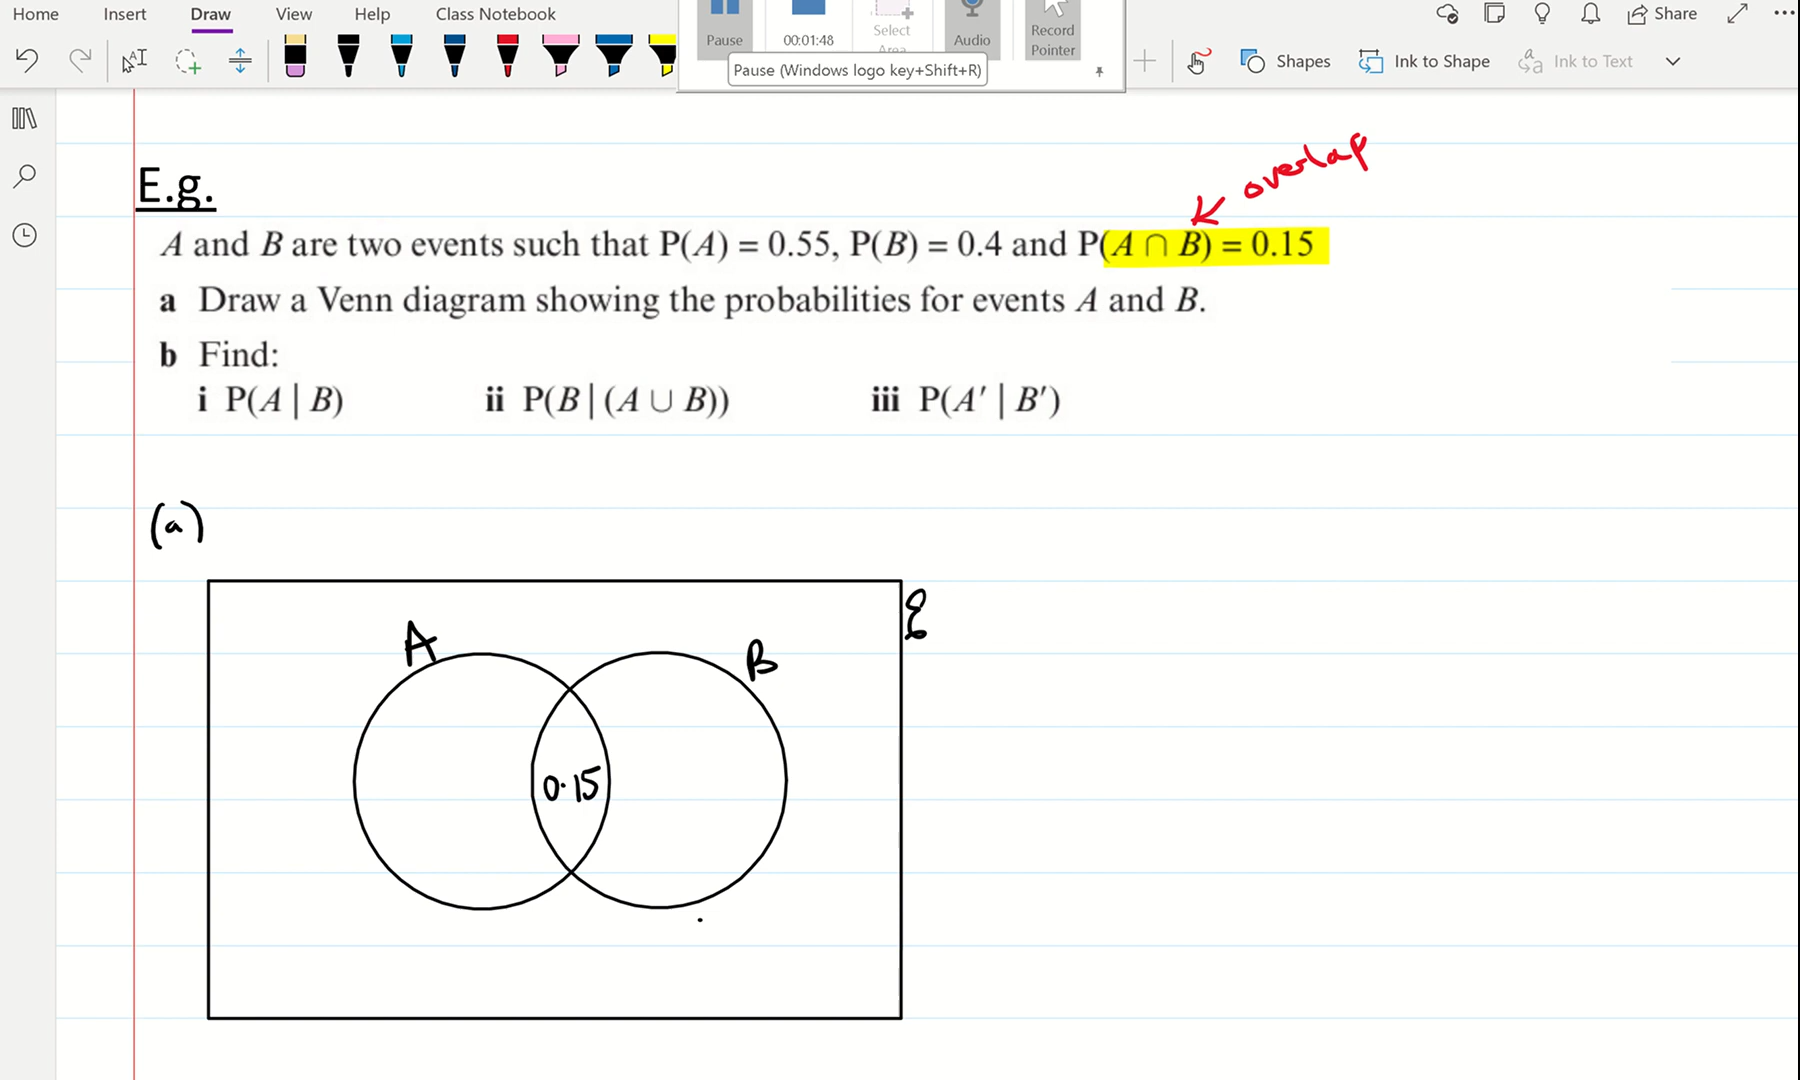 Home Insert Draw View Help Class Notebook
Pause 00:01:48 Select Area Audio Record Pointer
Share
Shapes Ink to Shape Ink to Text
Pause (Windows logo key+Shift+R)
overlap
E.g.
A and B are two events such that P(A) = 0.55, P(B) = 0.4 and P(A ∩ B) = 0.15
a Draw a Venn diagram showing the probabilities for events A and B.
b Find:
i P(A | B) ii P(B | (A ∪ B)) iii P(A′ | B′)
(a)
ξ
A B
0.15